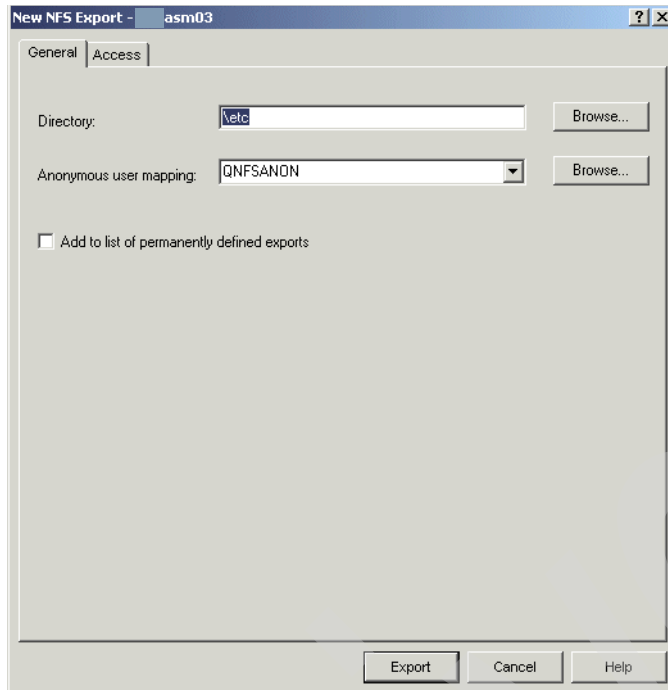 New NFS Export - asm03
General Access
Directory: \etc Browse...
Anonymous user mapping: QNFSANON Browse...
Add to list of permanently defined exports
Export Cancel Help